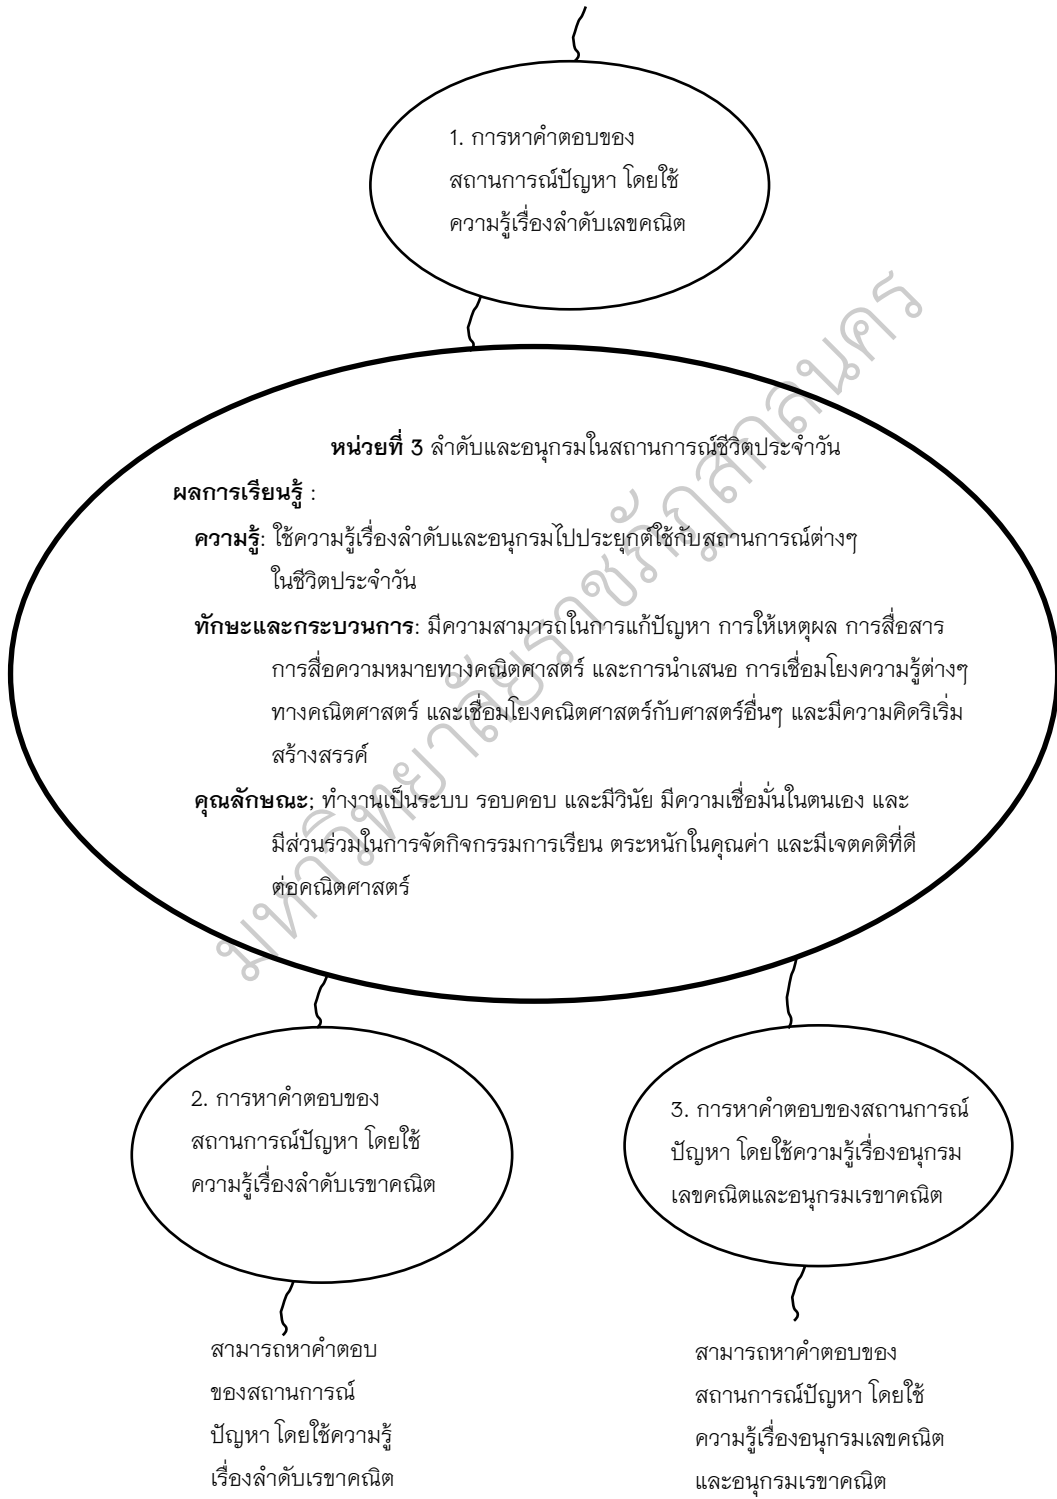 1. การหาคำตอบของ
สถานการณ์ปัญหา โดยใช้
ความรู้เรื่องลำดับเลขคณิต
หน่วยที่ 3 ลำดับและอนุกรมในสถานการณ์ชีวิตประจำวัน
ผลการเรียนรู้ :
ความรู้: ใช้ความรู้เรื่องลำดับและอนุกรมไปประยุกต์ใช้กับสถานการณ์ต่างๆ
ในชีวิตประจำวัน
ทักษะและกระบวนการ: มีความสามารถในการแก้ปัญหา การให้เหตุผล การสื่อสาร
การสื่อความหมายทางคณิตศาสตร์ และการนำเสนอ การเชื่อมโยงความรู้ต่างๆ
ทางคณิตศาสตร์ และเชื่อมโยงคณิตศาสตร์กับศาสตร์อื่นๆ และมีความคิดริเริ่ม
สร้างสรรค์
คุณลักษณะ; ทำงานเป็นระบบ รอบคอบ และมีวินัย มีความเชื่อมั่นในตนเอง และ
มีส่วนร่วมในการจัดกิจกรรมการเรียน ตระหนักในคุณค่า และมีเจตคติที่ดี
ต่อคณิตศาสตร์
มหาวิทยาลัยราชภัฏสกลนคร
2. การหาคำตอบของ
สถานการณ์ปัญหา โดยใช้
ความรู้เรื่องลำดับเรขาคณิต
3. การหาคำตอบของสถานการณ์
ปัญหา โดยใช้ความรู้เรื่องอนุกรม
เลขคณิตและอนุกรมเรขาคณิต
สามารถหาคำตอบ
ของสถานการณ์
ปัญหา โดยใช้ความรู้
เรื่องลำดับเรขาคณิต
สามารถหาคำตอบของ
สถานการณ์ปัญหา โดยใช้
ความรู้เรื่องอนุกรมเลขคณิต
และอนุกรมเรขาคณิต